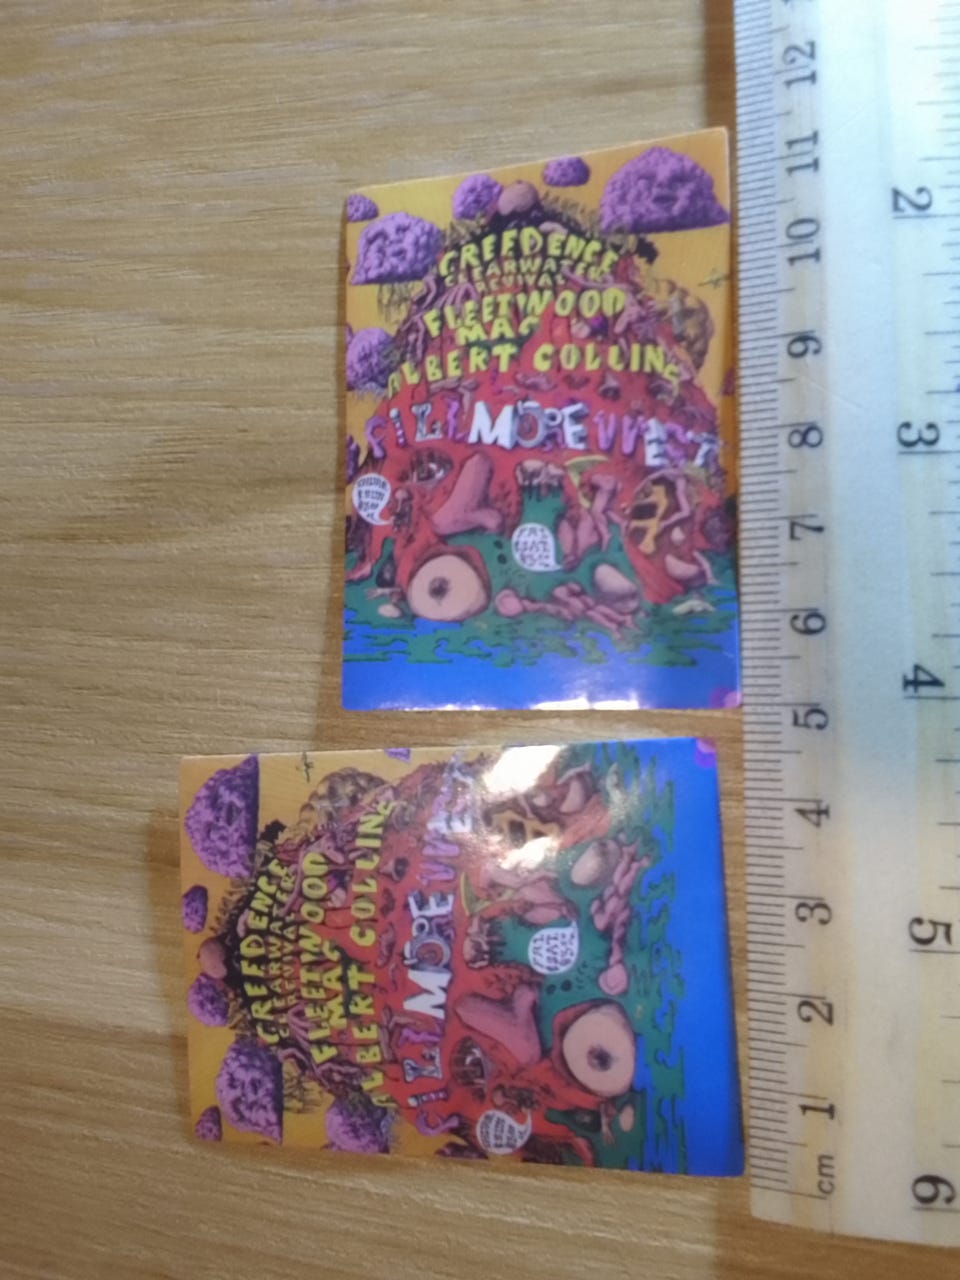 CREEDENCE
CLEARWATER
REVIVAL
FLEETWOOD
MAC
ALBERT COLLINS
FILLMORE WEST
CREEDENCE
CLEARWATER
REVIVAL
FLEETWOOD
MAC
ALBERT COLLINS
FILLMORE WEST
12
11
10
9
8
7
6
5
4
3
2
1
cm
2
3
4
5
6